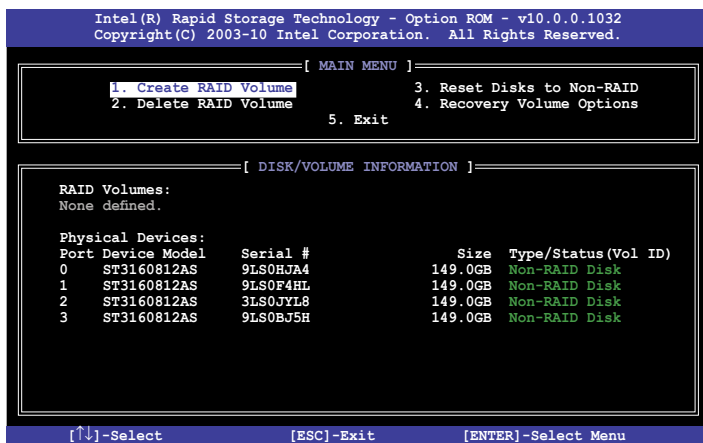 Intel(R) Rapid Storage Technology - Option ROM - v10.0.0.1032
Copyright(C) 2003-10 Intel Corporation. All Rights Reserved.
[ MAIN MENU ]
1. Create RAID Volume 3. Reset Disks to Non-RAID
2. Delete RAID Volume 4. Recovery Volume Options
5. Exit
[ DISK/VOLUME INFORMATION ]
RAID Volumes:
None defined.
Physical Devices:
Port Device Model Serial # Size Type/Status(Vol ID)
0 ST3160812AS 9LS0HJA4 149.0GB Non-RAID Disk
1 ST3160812AS 9LS0F4HL 149.0GB Non-RAID Disk
2 ST3160812AS 3LS0JYL8 149.0GB Non-RAID Disk
3 ST3160812AS 9LS0BJ5H 149.0GB Non-RAID Disk
[↑↓]-Select [ESC]-Exit [ENTER]-Select Menu